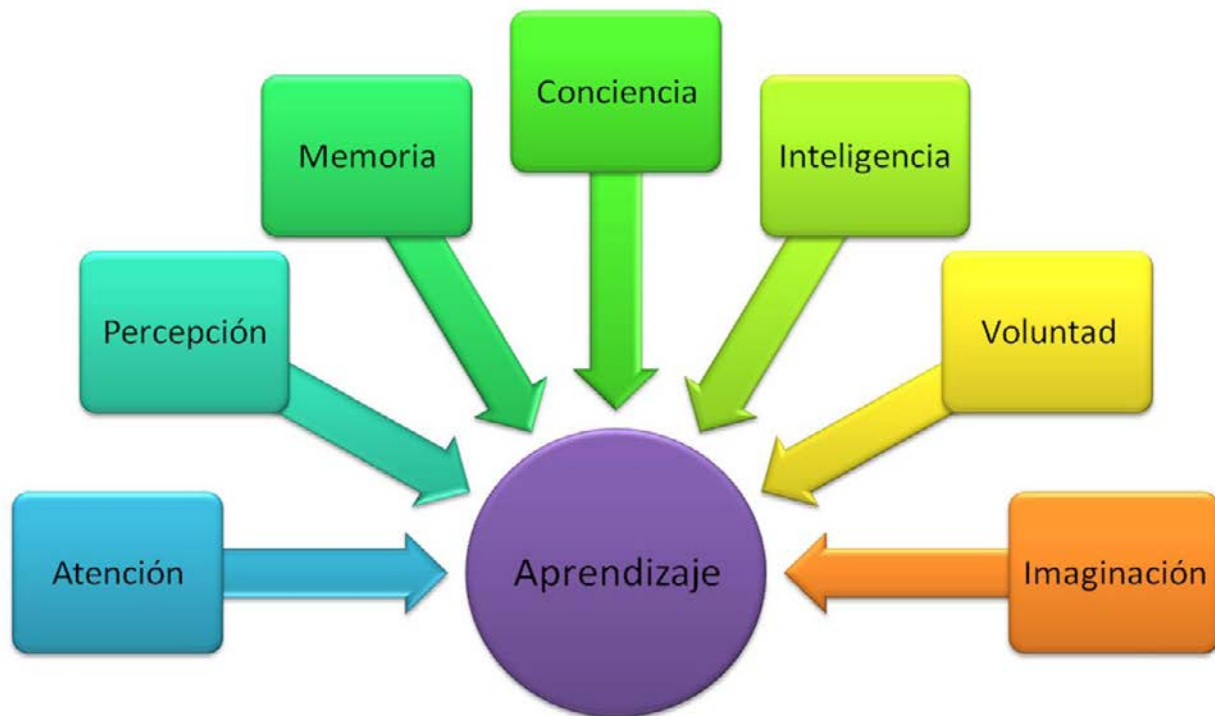 Conciencia
Memoria
Inteligencia
Percepción
Voluntad
Atención
Aprendizaje
Imaginación